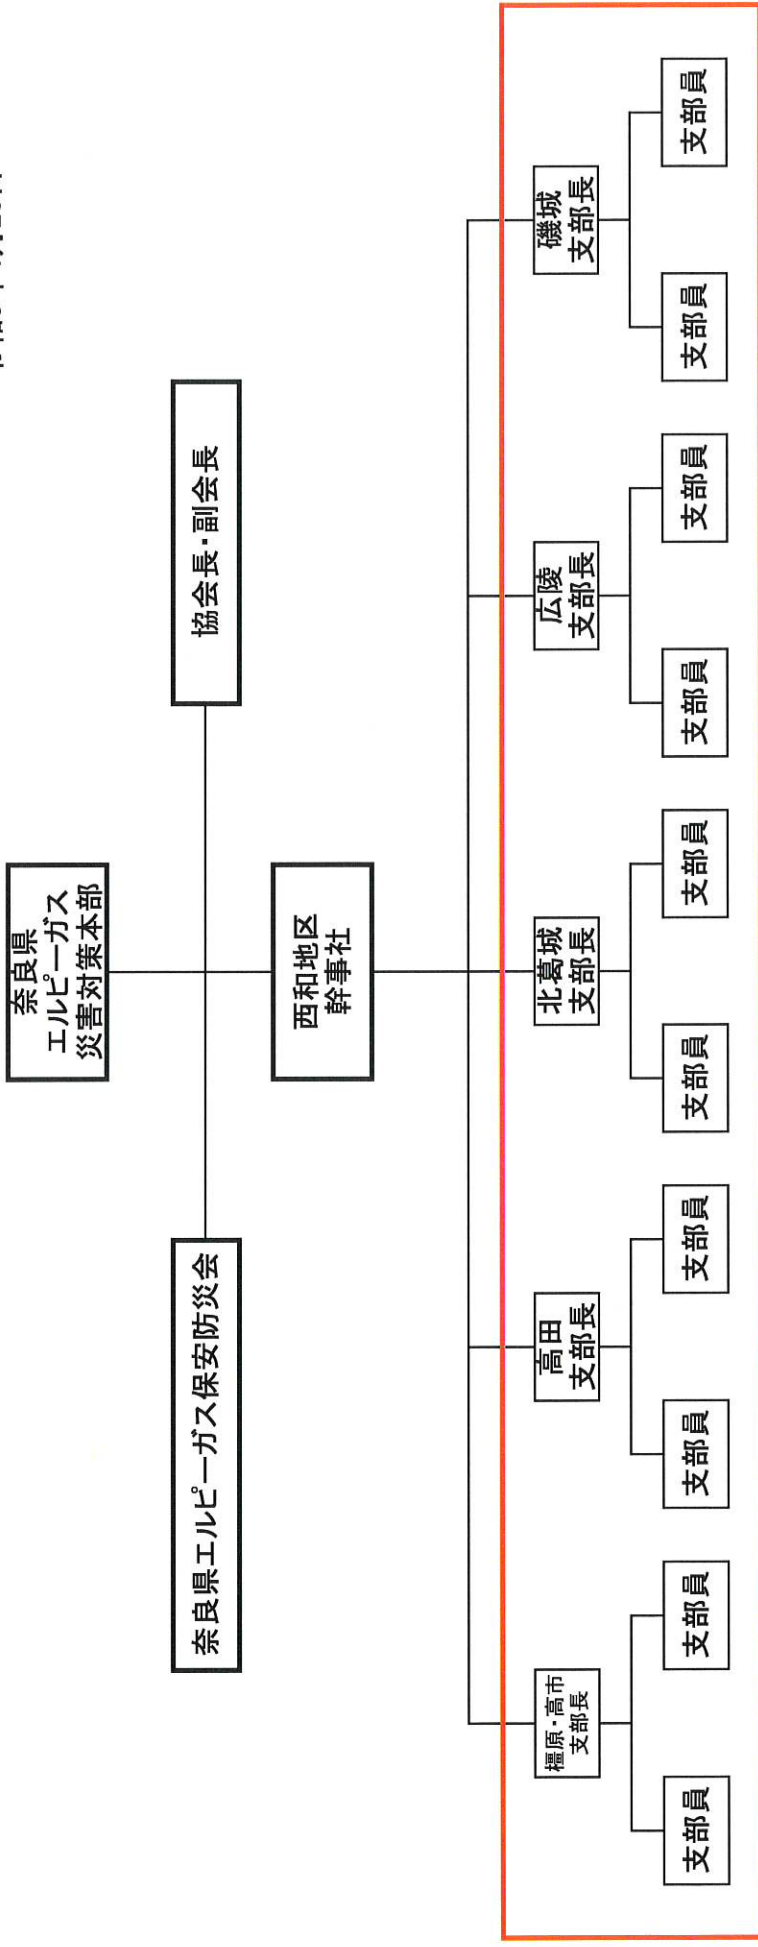 奈良県
エルピーガス
災害対策本部
奈良県エルピーガス保安防災会
協会長・副会長
西和地区
幹事社
橿原・高市
支部長
高田
支部長
北葛城
支部長
広陵
支部長
磯城
支部長
支部員
支部員
支部員
支部員
支部員
支部員
支部員
支部員
支部員
支部員